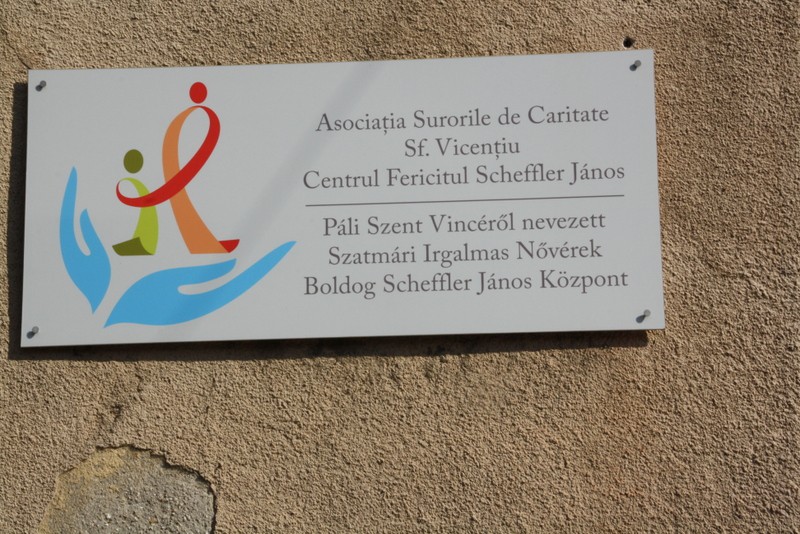 Asociația Surorile de Caritate
Sf. Vicențiu
Centrul Fericitul Scheffler János
Páli Szent Vincéről nevezett
Szatmári Irgalmas Nővérek
Boldog Scheffler János Központ